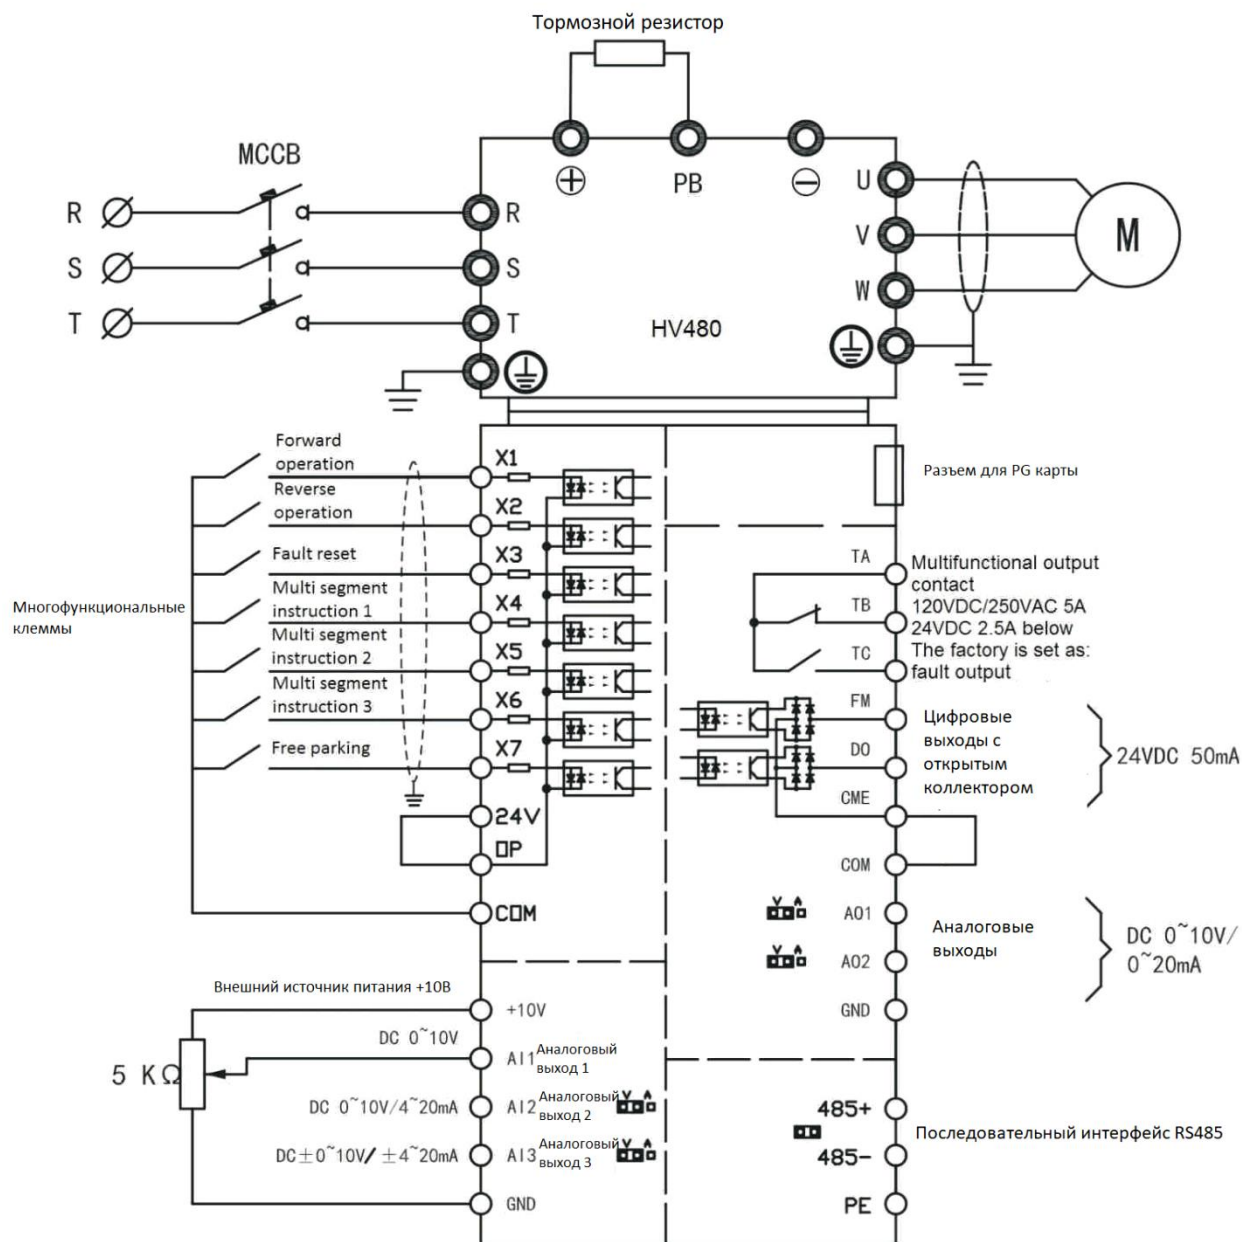 Тормозной резистор
MCCB
+ PB − U
R R
V
S S
W
T T
HV480
M
Forward
operation
X1
Разъем для PG карты
Reverse
operation
X2
Fault reset
X3
Multi segment
instruction 1
X4
Multi segment
instruction 2
X5
Multi segment
instruction 3
X6
Free parking
X7
Многофункциональные
клеммы
24V
OP
COM
TA
TB
TC
Multifunctional output
contact
120VDC/250VAC 5A
24VDC 2.5A below
The factory is set as:
fault output
FM
DO
CME
COM
Цифровые
выходы с
открытым
коллектором
24VDC 50mA
V A AO1
V A AO2
GND
Аналоговые
выходы
DC 0~10V/
0~20mA
Внешний источник питания +10В
+10V
DC 0~10V
5 KΩ
AI1 Аналоговый
выход 1
DC 0~10V/4~20mA
AI2 Аналоговый
выход 2
V A
DC±0~10V/ ±4~20mA
AI3 Аналоговый
выход 3
V A
GND
485+
485-
Последовательный интерфейс RS485
PE